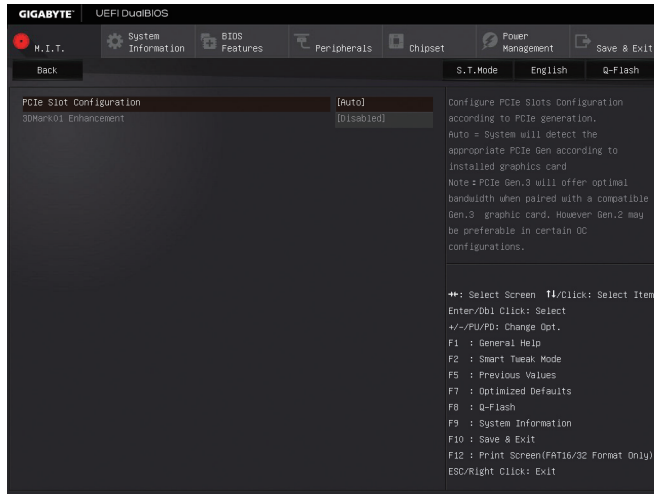 GIGABYTE™ UEFI DualBIOS
M.I.T.
System Information
BIOS Features
Peripherals
Chipset
Power Management
Save & Exit
Back
S.T.Mode English Q-Flash
PCIe Slot Configuration [Auto]
3DMark01 Enhancement [Disabled]
Configure PCIe Slots Configuration
according to PCIe generation.
Auto = System will detect the
appropriate PCIe Gen according to
installed graphics card
Note : PCIe Gen.3 will offer optimal
bandwidth when paired with a compatible
Gen.3 graphic card. However Gen.2 may
be preferable in certain OC
configurations.
→←: Select Screen ↑↓/Click: Select Item
Enter/Dbl Click: Select
+/-/PU/PD: Change Opt.
F1 : General Help
F2 : Smart Tweak Mode
F5 : Previous Values
F7 : Optimized Defaults
F8 : Q-Flash
F9 : System Information
F10 : Save & Exit
F12 : Print Screen(FAT16/32 Format Only)
ESC/Right Click: Exit